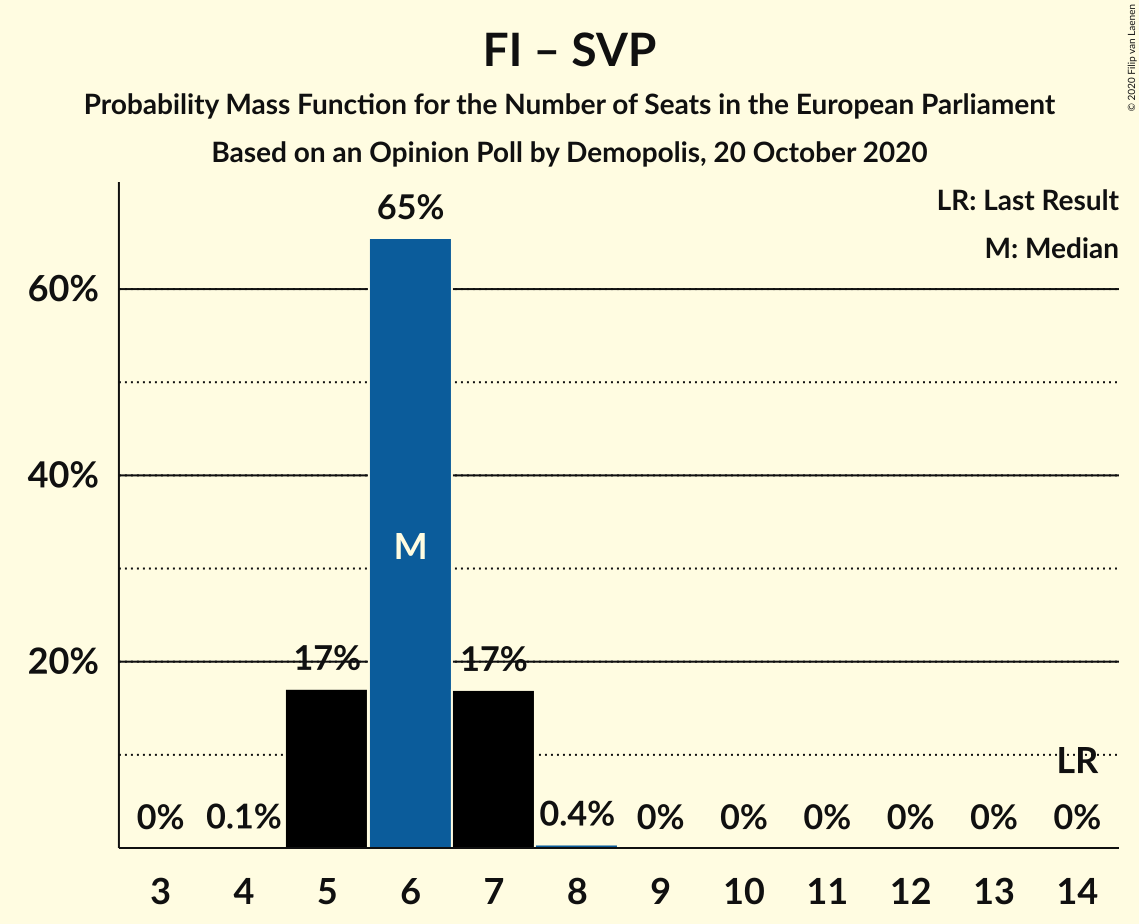 FI – SVP
Probability Mass Function for the Number of Seats in the European Parliament
Based on an Opinion Poll by Demopolis, 20 October 2020
© 2020 Filip van Laenen
LR: Last Result
M: Median
60%
40%
20%
0%
0.1%
17%
65%
M
17%
0.4%
0%
0%
0%
0%
0%
LR
0%
3 4 5 6 7 8 9 10 11 12 13 14